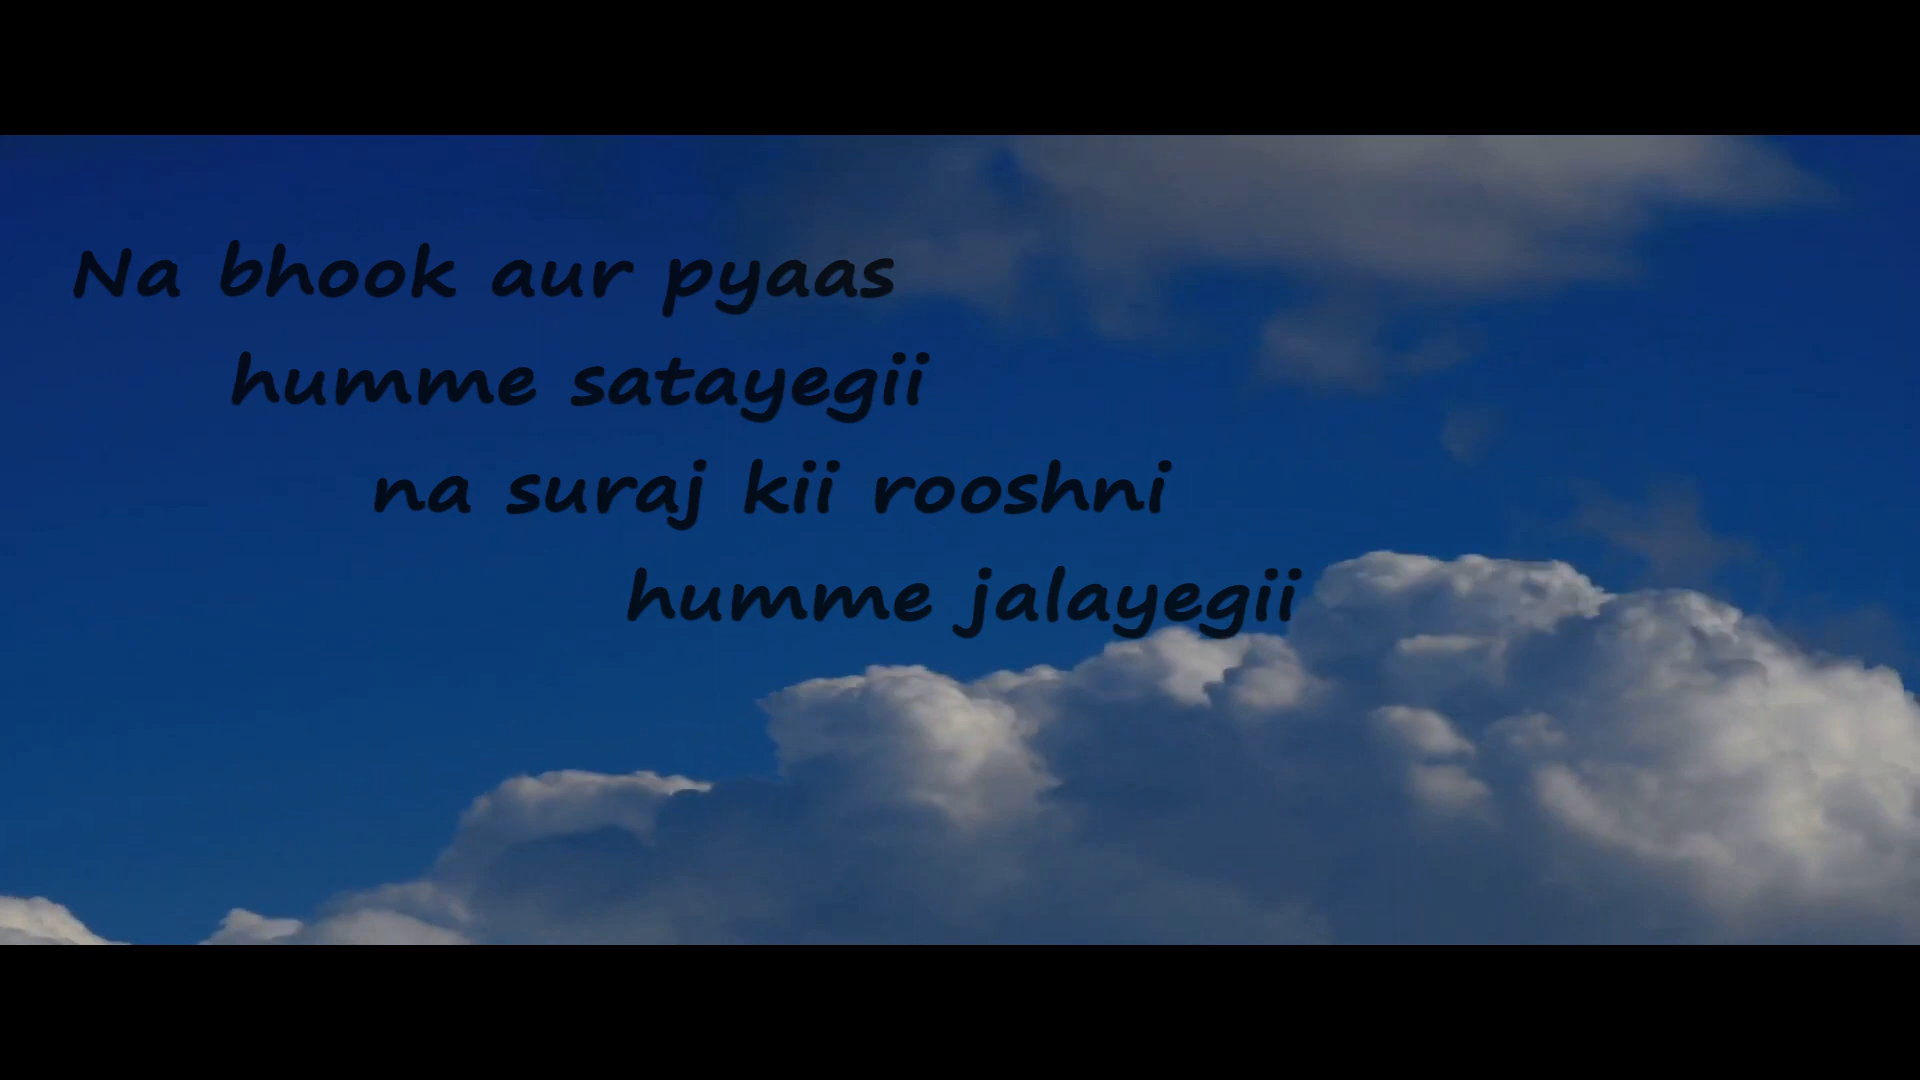 Na bhook aur pyaas
humme satayegii
na suraj kii rooshni
humme jalayegii